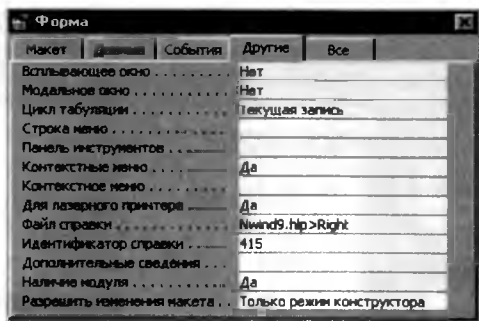 Форма
Макет Данные События Другие Все
Всплывающее окно . . . . . . . . . Нет
Модальное окно . . . . . . . . . Нет
Цикл табуляции . . . . . . . . . Текущая запись
Строка меню . . . . . . . . .
Панель инструментов . . . . . .
Контекстные меню . . . . . . . . . Да
Контекстное меню . . . . . . . . .
Для лазерного принтера . . . . . . Да
Файл справки . . . . . . . . . Nwind9.hlp>Right
Идентификатор справки . . . . . . 415
Дополнительные сведения . . .
Наличие модуля . . . . . . . . . Да
Разрешить изменения макета . . Только режим конструктора